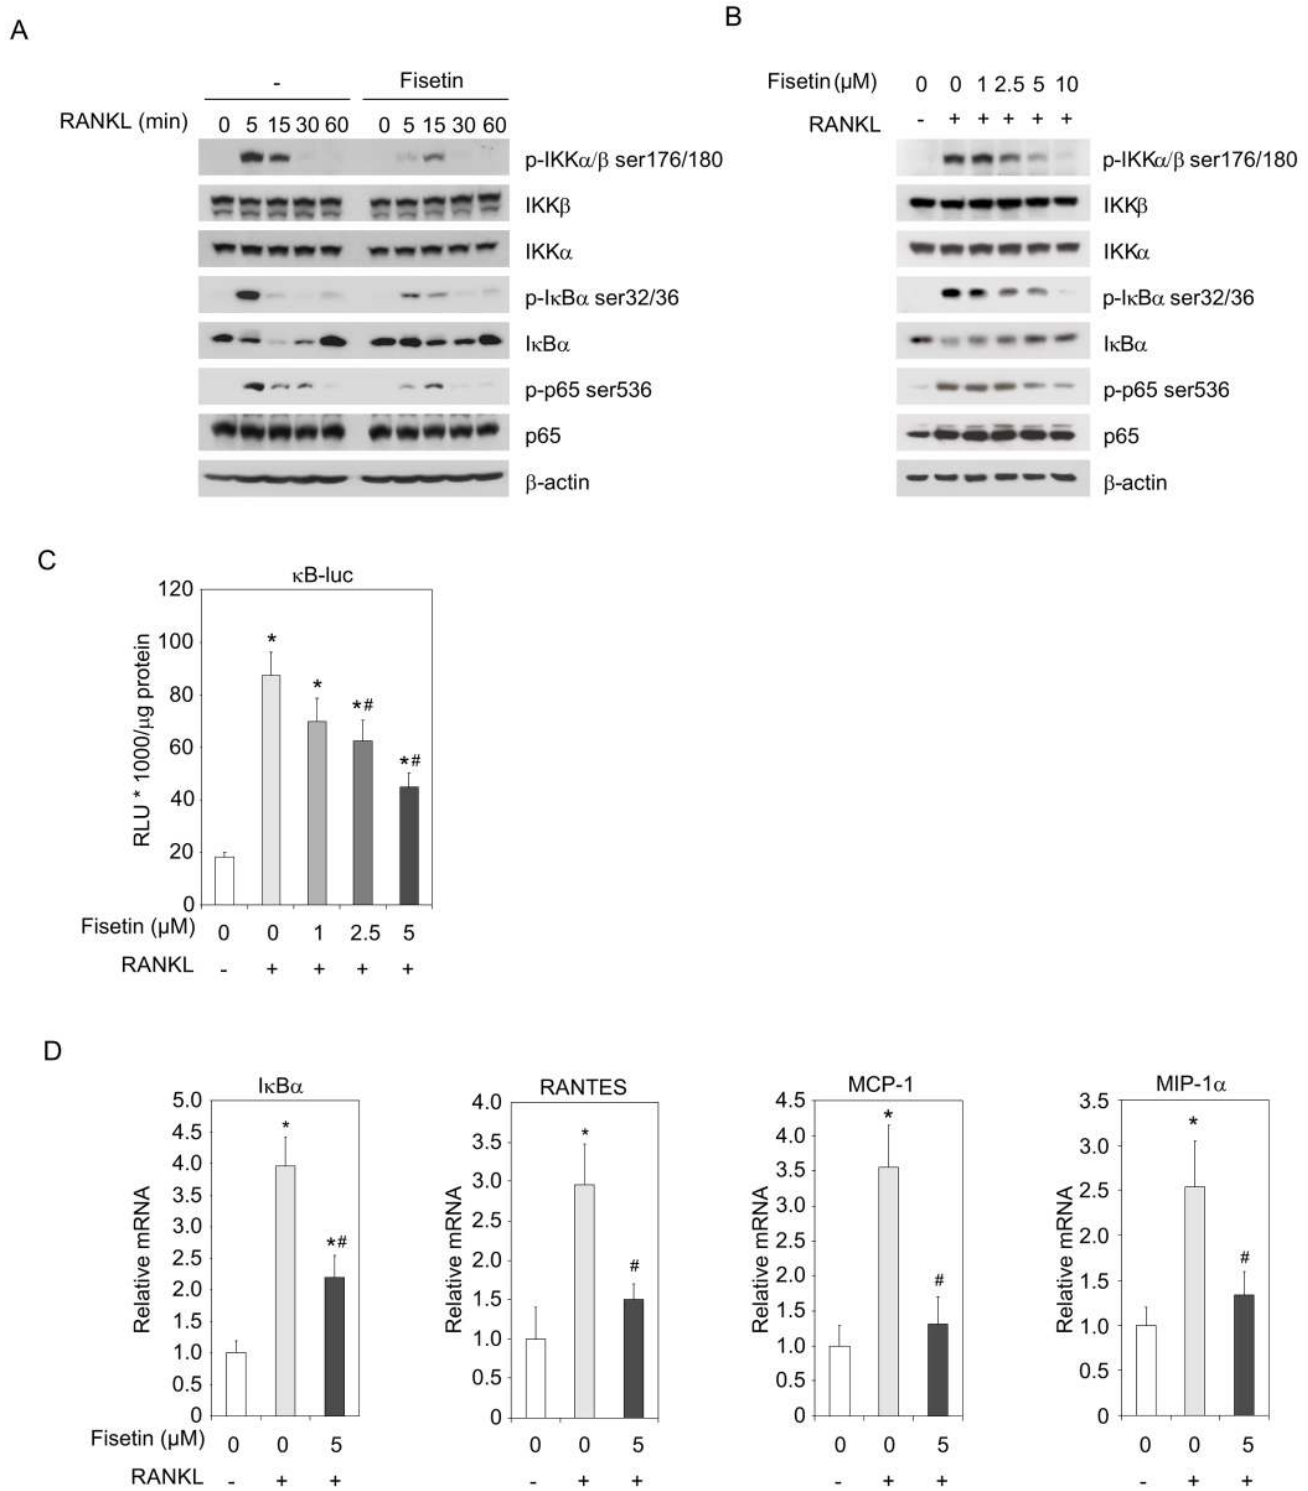 A
- Fisetin
RANKL (min) 0 5 15 30 60 0 5 15 30 60
p-IKKα/β ser176/180
IKKβ
IKKα
p-IκBα ser32/36
IκBα
p-p65 ser536
p65
β-actin
B
Fisetin (μM) 0 0 1 2.5 5 10
RANKL - + + + + +
p-IKKα/β ser176/180
IKKβ
IKKα
p-IκBα ser32/36
IκBα
p-p65 ser536
p65
β-actin
C
κB-luc
RLU * 1000/μg protein
120
100
80
60
40
20
0
*
*
*#
*#
Fisetin (μM) 0 0 1 2.5 5
RANKL - + + + +
D
IκBα
Relative mRNA
5.0
4.5
4.0
3.5
3.0
2.5
2.0
1.5
1.0
0.5
0
*
*#
Fisetin (μM) 0 0 5
RANKL - + +
RANTES
Relative mRNA
4.0
3.5
3.0
2.5
2.0
1.5
1.0
0.5
0
*
#
0 0 5
- + +
MCP-1
Relative mRNA
4.5
4.0
3.5
3.0
2.5
2.0
1.5
1.0
0.5
0
*
#
0 0 5
- + +
MIP-1α
Relative mRNA
3.5
3.0
2.5
2.0
1.5
1.0
0.5
0
*
#
0 0 5
- + +